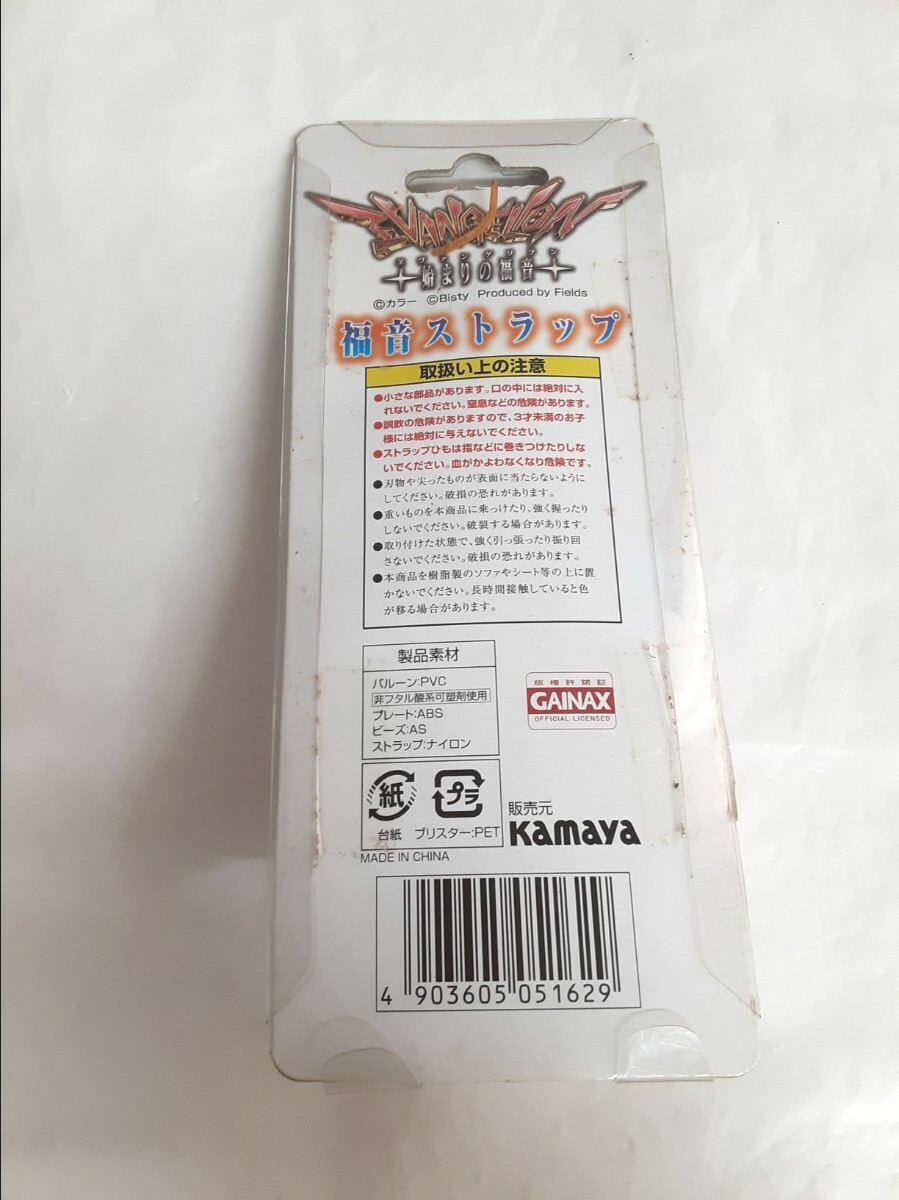 EVANGELION
エヴァンゲリヲン
始まりの福音
©カラー ©Bisty Produced by Fields
福音ストラップ
取扱い上の注意
●小さな部品があります。口の中には絶対に入
れないでください。窒息などの危険があります。
●誤飲の危険がありますので、3才未満のお子
様には絶対に与えないでください。
●ストラップひもは指などに巻きつけたりしな
いでください。血がかよわなくなり危険です。
●刃物や尖ったものが表面に当たらないように
してください。破損の恐れがあります。
●重いものを本商品に乗っけたり、強く握ったり
しないでください。破裂する場合があります。
●取り付けた状態で、強く引っ張ったり振り回
さないでください。破損の恐れがあります。
●本商品を樹脂製のソファやシート等の上に置
かないでください。長時間接触していると色
が移る場合があります。
製品素材
バルーン:PVC
非フタル酸系可塑剤使用
プレート:ABS
ビーズ:AS
ストラップ:ナイロン
版権許諾証
GAINAX
OFFICIAL LICENSED
紙
台紙
プラ
ブリスター:PET
販売元
Kamaya
MADE IN CHINA
4 903605 051629